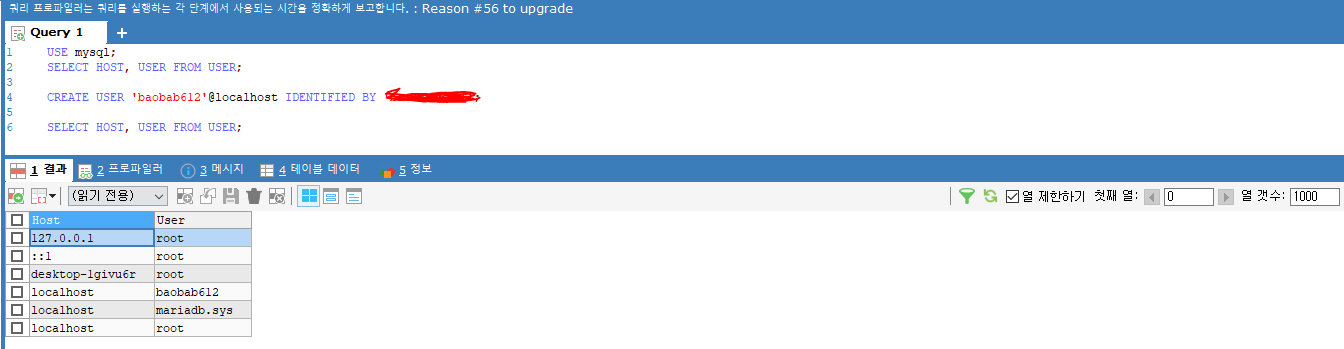 쿼리 프로파일러는 쿼리를 실행하는 각 단계에서 사용되는 시간을 정확하게 보고합니다. : Reason #56 to upgrade
Query 1 +
1 USE mysql;
2 SELECT HOST, USER FROM USER;
3
4 CREATE USER 'baobab612'@localhost IDENTIFIED BY ;
5
6 SELECT HOST, USER FROM USER;
1 결과 2 프로파일러 3 메시지 4 테이블 데이터 5 정보
(읽기 전용) 열 제한하기 첫째 열: 0 열 갯수: 1000
Host User
127.0.0.1 root
::1 root
desktop-1givu6r root
localhost baobab612
localhost mariadb.sys
localhost root